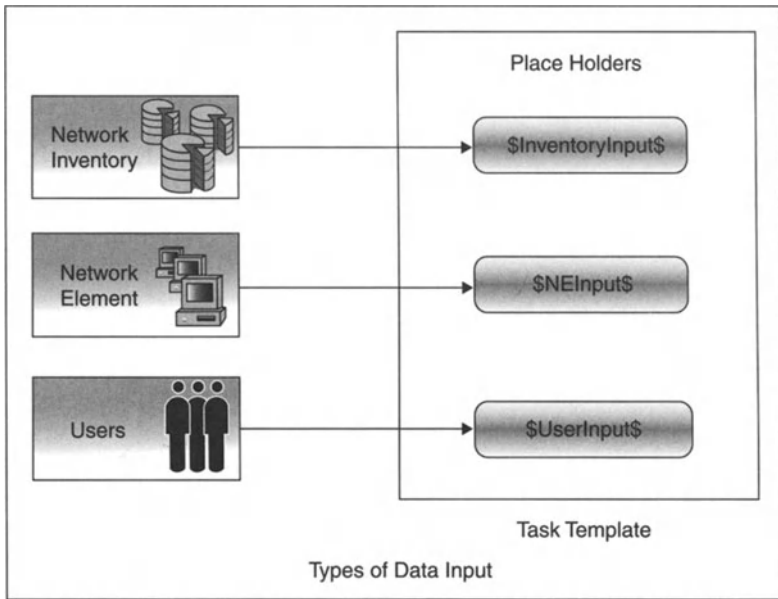 Place Holders
Network
Inventory
$InventoryInput$
Network
Element
$NEInput$
Users
$UserInput$
Task Template
Types of Data Input